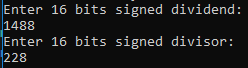 Enter 16 bits signed dividend:
1488
Enter 16 bits signed divisor:
228